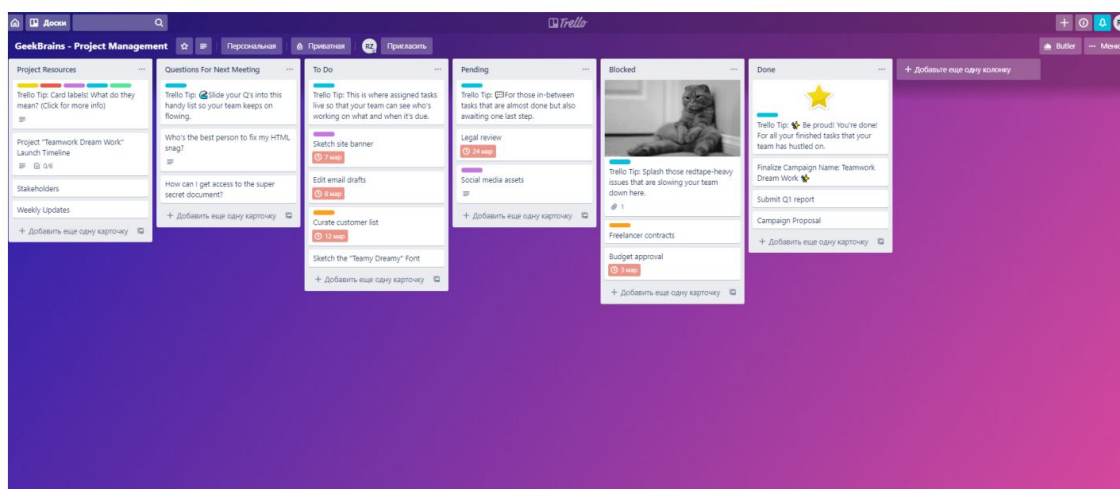 Доски
Trello
GeekBrains - Project Management
Персональная
Приватная
RZ
Пригласить
Butler
Project Resources
Trello Tip: Card labels! What do they
mean? (Click for more info)
Project "Teamwork Dream Work"
Launch Timeline
0/6
Stakeholders
Weekly Updates
+ Добавить еще одну карточку
Questions For Next Meeting
Trello Tip: 🌊Slide your Q's into this
handy list so your team keeps on
flowing.
Who's the best person to fix my HTML
snag?
How can I get access to the super
secret document?
+ Добавить еще одну карточку
To Do
Trello Tip: This is where assigned tasks
live so that your team can see who's
working on what and when it's due.
Sketch site banner
7 мар
Edit email drafts
8 мар
Curate customer list
12 мар
Sketch the "Teamy Dreamy" Font
+ Добавить еще одну карточку
Pending
Trello Tip: 💬For those in-between
tasks that are almost done but also
awaiting one last step.
Legal review
24 мар
Social media assets
+ Добавить еще одну карточку
Blocked
Trello Tip: Splash those redtape-heavy
issues that are slowing your team
down here.
1
Freelancer contracts
Budget approval
3 мар
+ Добавить еще одну карточку
Done
Trello Tip: ✨ Be proud! You're done!
For all your finished tasks that your
team has hustled on.
Finalize Campaign Name: Teamwork
Dream Work ✨
Submit Q1 report
Campaign Proposal
+ Добавить еще одну карточку
+ Добавьте еще одну колонку